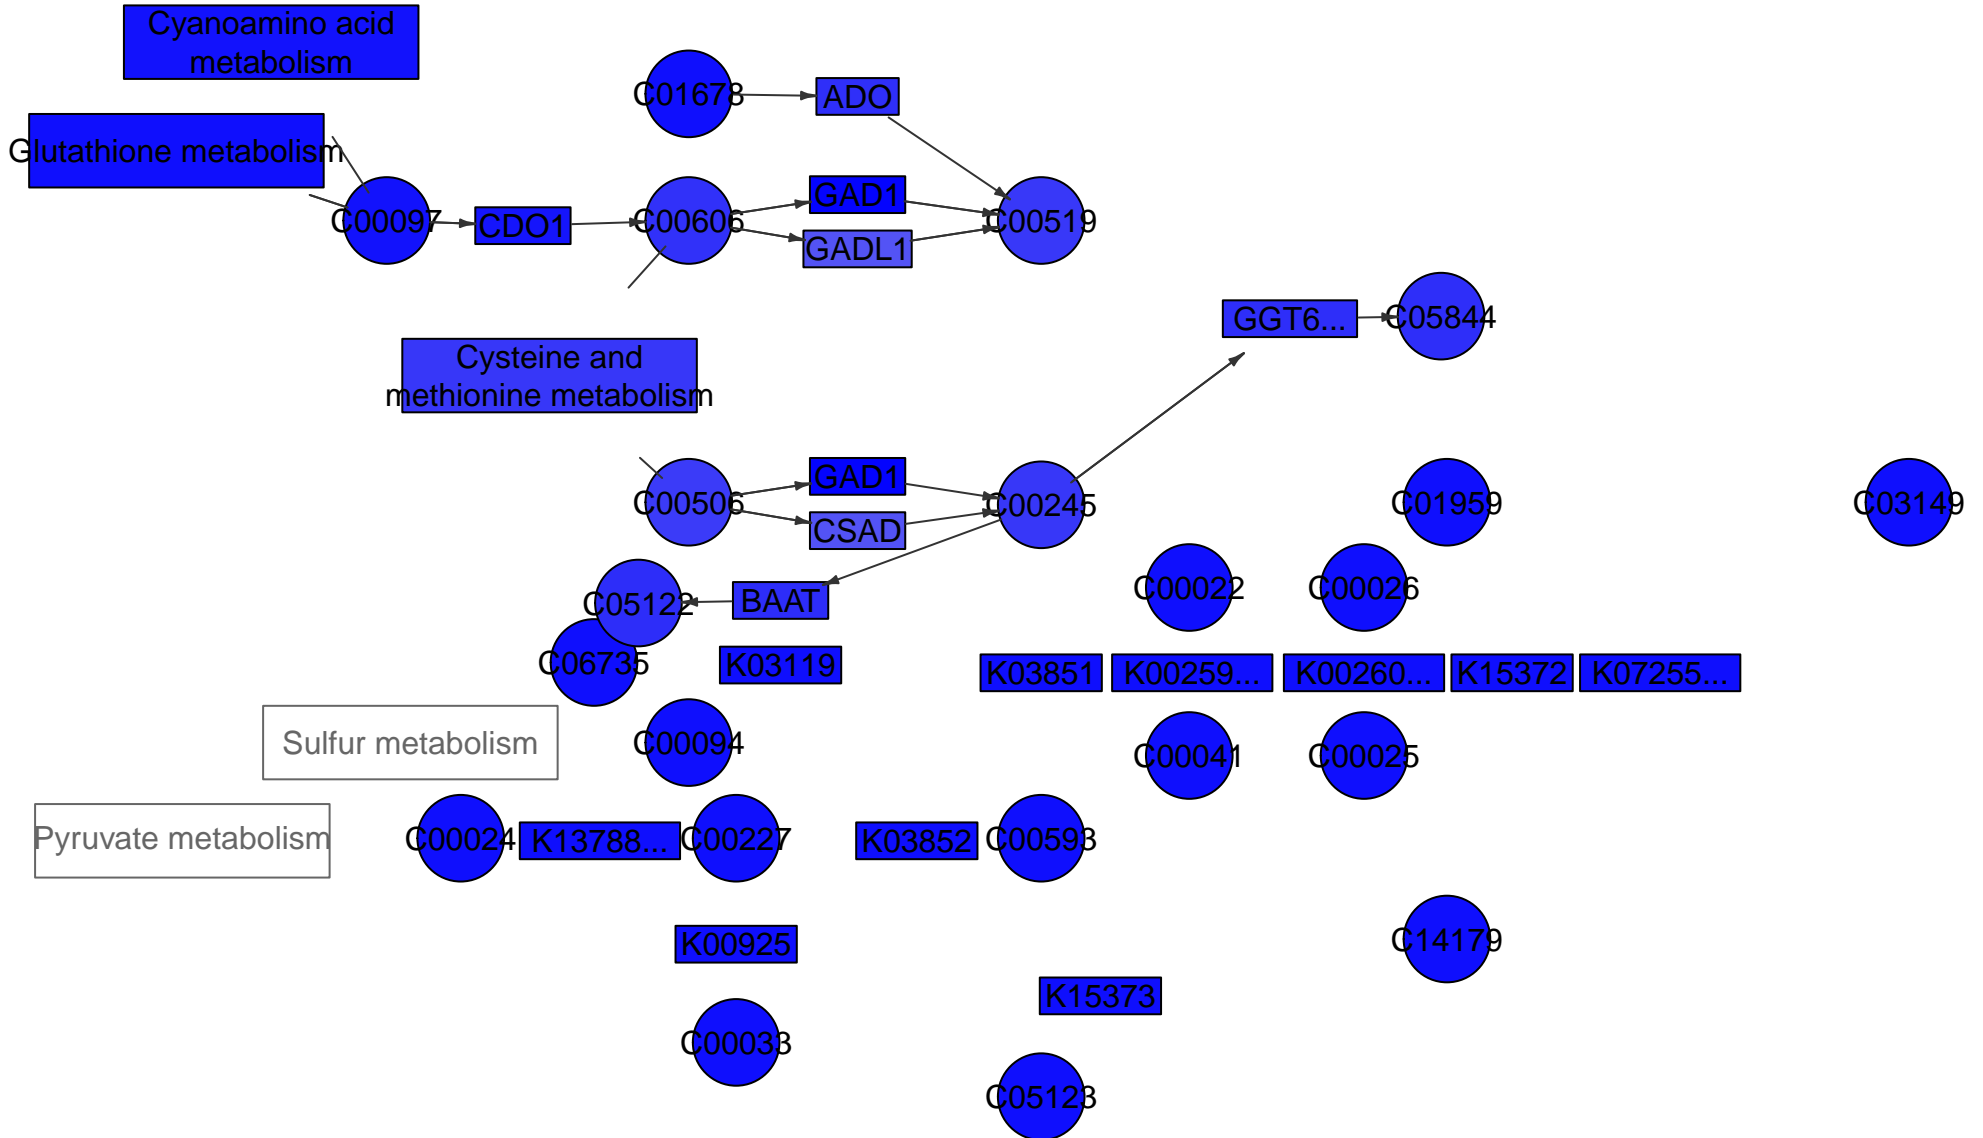 Cyanoamino acid
metabolism
C01678
ADO
Glutathione metabolism
C00097
CDO1
C00606
GAD1
GADL1
C00519
GGT6...
C05844
Cysteine and
methionine metabolism
C00506
GAD1
CSAD
C00245
C01959
C03149
C05122
BAAT
C00022
C00026
C06735
K03119
K03851
K00259...
K00260...
K15372
K07255...
Sulfur metabolism
C00094
C00041
C00025
Pyruvate metabolism
C00024
K13788...
C00227
K03852
C00593
K00925
C14179
K15373
C00033
C05123